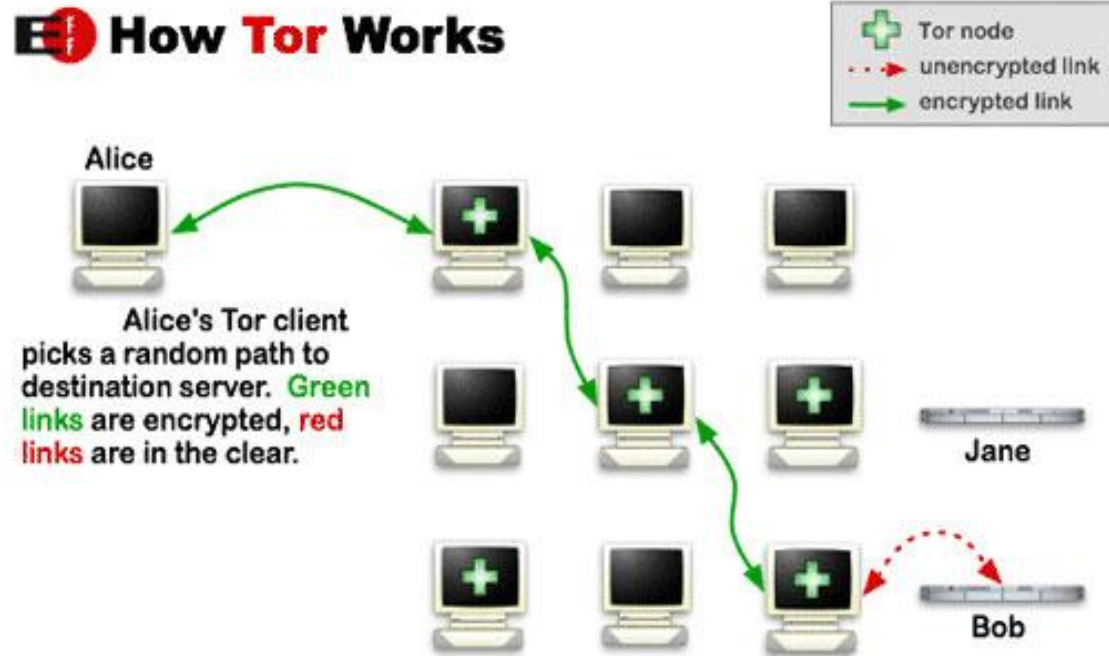 EFF How Tor Works
Tor node
unencrypted link
encrypted link
Alice
Alice's Tor client
picks a random path to
destination server. Green
links are encrypted, red
links are in the clear.
Jane
Bob